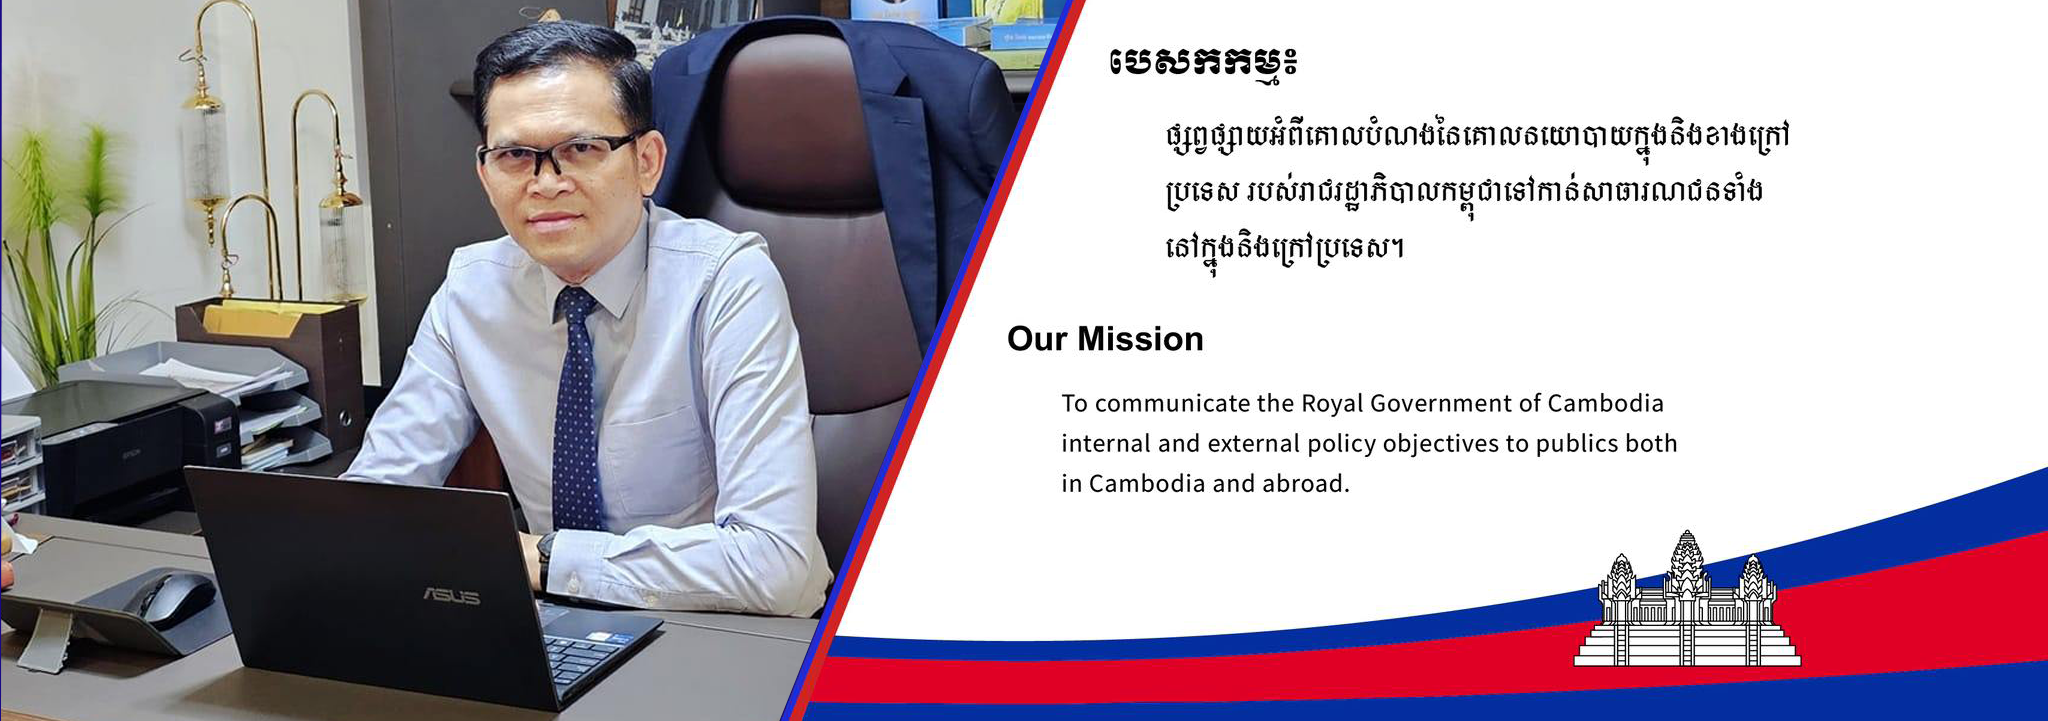 បេសកកម្ម៖
ផ្សព្វផ្សាយអំពីគោលបំណងនៃគោលនយោបាយក្នុងនិងខាងក្រៅ
ប្រទេស របស់រាជរដ្ឋាភិបាលកម្ពុជាទៅកាន់សាធារណជនទាំង
នៅក្នុងនិងក្រៅប្រទេស។
Our Mission
To communicate the Royal Government of Cambodia
internal and external policy objectives to publics both
in Cambodia and abroad.
EPSON
ASUS